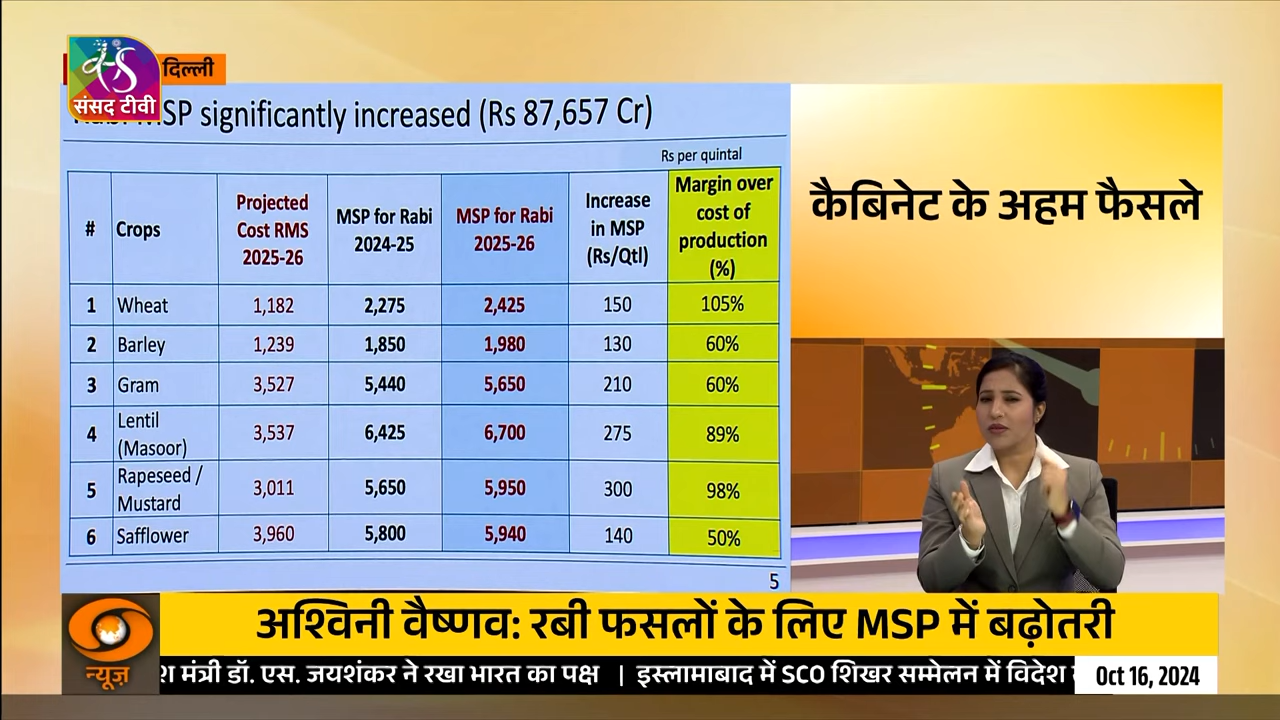 दिल्ली
संसद टीवी
MSP significantly increased (Rs 87,657 Cr)
Rs per quintal
# Crops Projected Cost RMS 2025-26 MSP for Rabi 2024-25 MSP for Rabi 2025-26 Increase in MSP (Rs/Qtl) Margin over cost of production (%)
1 Wheat 1,182 2,275 2,425 150 105%
2 Barley 1,239 1,850 1,980 130 60%
3 Gram 3,527 5,440 5,650 210 60%
4 Lentil (Masoor) 3,537 6,425 6,700 275 89%
5 Rapeseed / Mustard 3,011 5,650 5,950 300 98%
6 Safflower 3,960 5,800 5,940 140 50%
5
कैबिनेट के अहम फैसले
अश्विनी वैष्णव: रबी फसलों के लिए MSP में बढ़ोतरी
न्यूज़
मंत्री डॉ. एस. जयशंकर ने रखा भारत का पक्ष | इस्लामाबाद में SCO शिखर सम्मेलन में विदेश
Oct 16, 2024